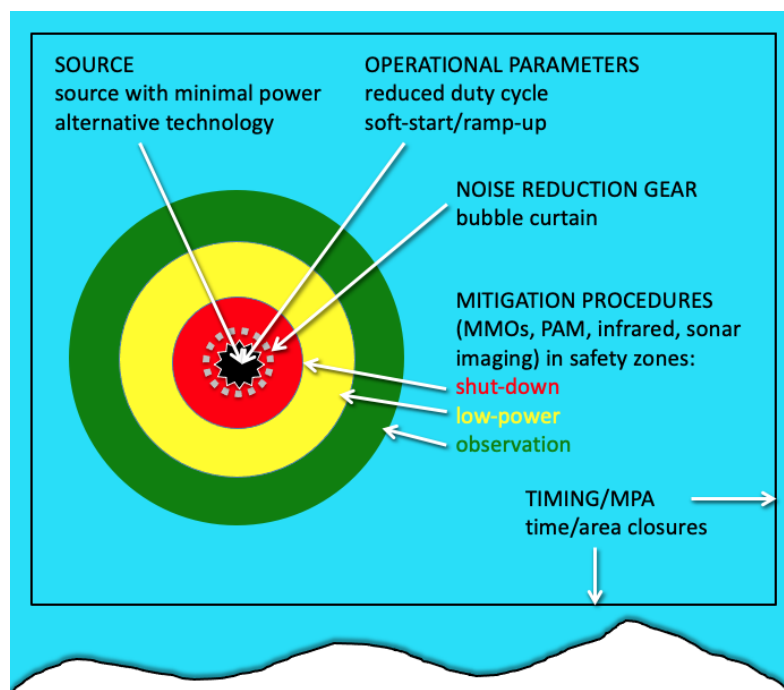 SOURCE
source with minimal power
alternative technology
OPERATIONAL PARAMETERS
reduced duty cycle
soft-start/ramp-up
NOISE REDUCTION GEAR
bubble curtain
MITIGATION PROCEDURES
(MMOs, PAM, infrared, sonar
imaging) in safety zones:
shut-down
low-power
observation
TIMING/MPA
time/area closures